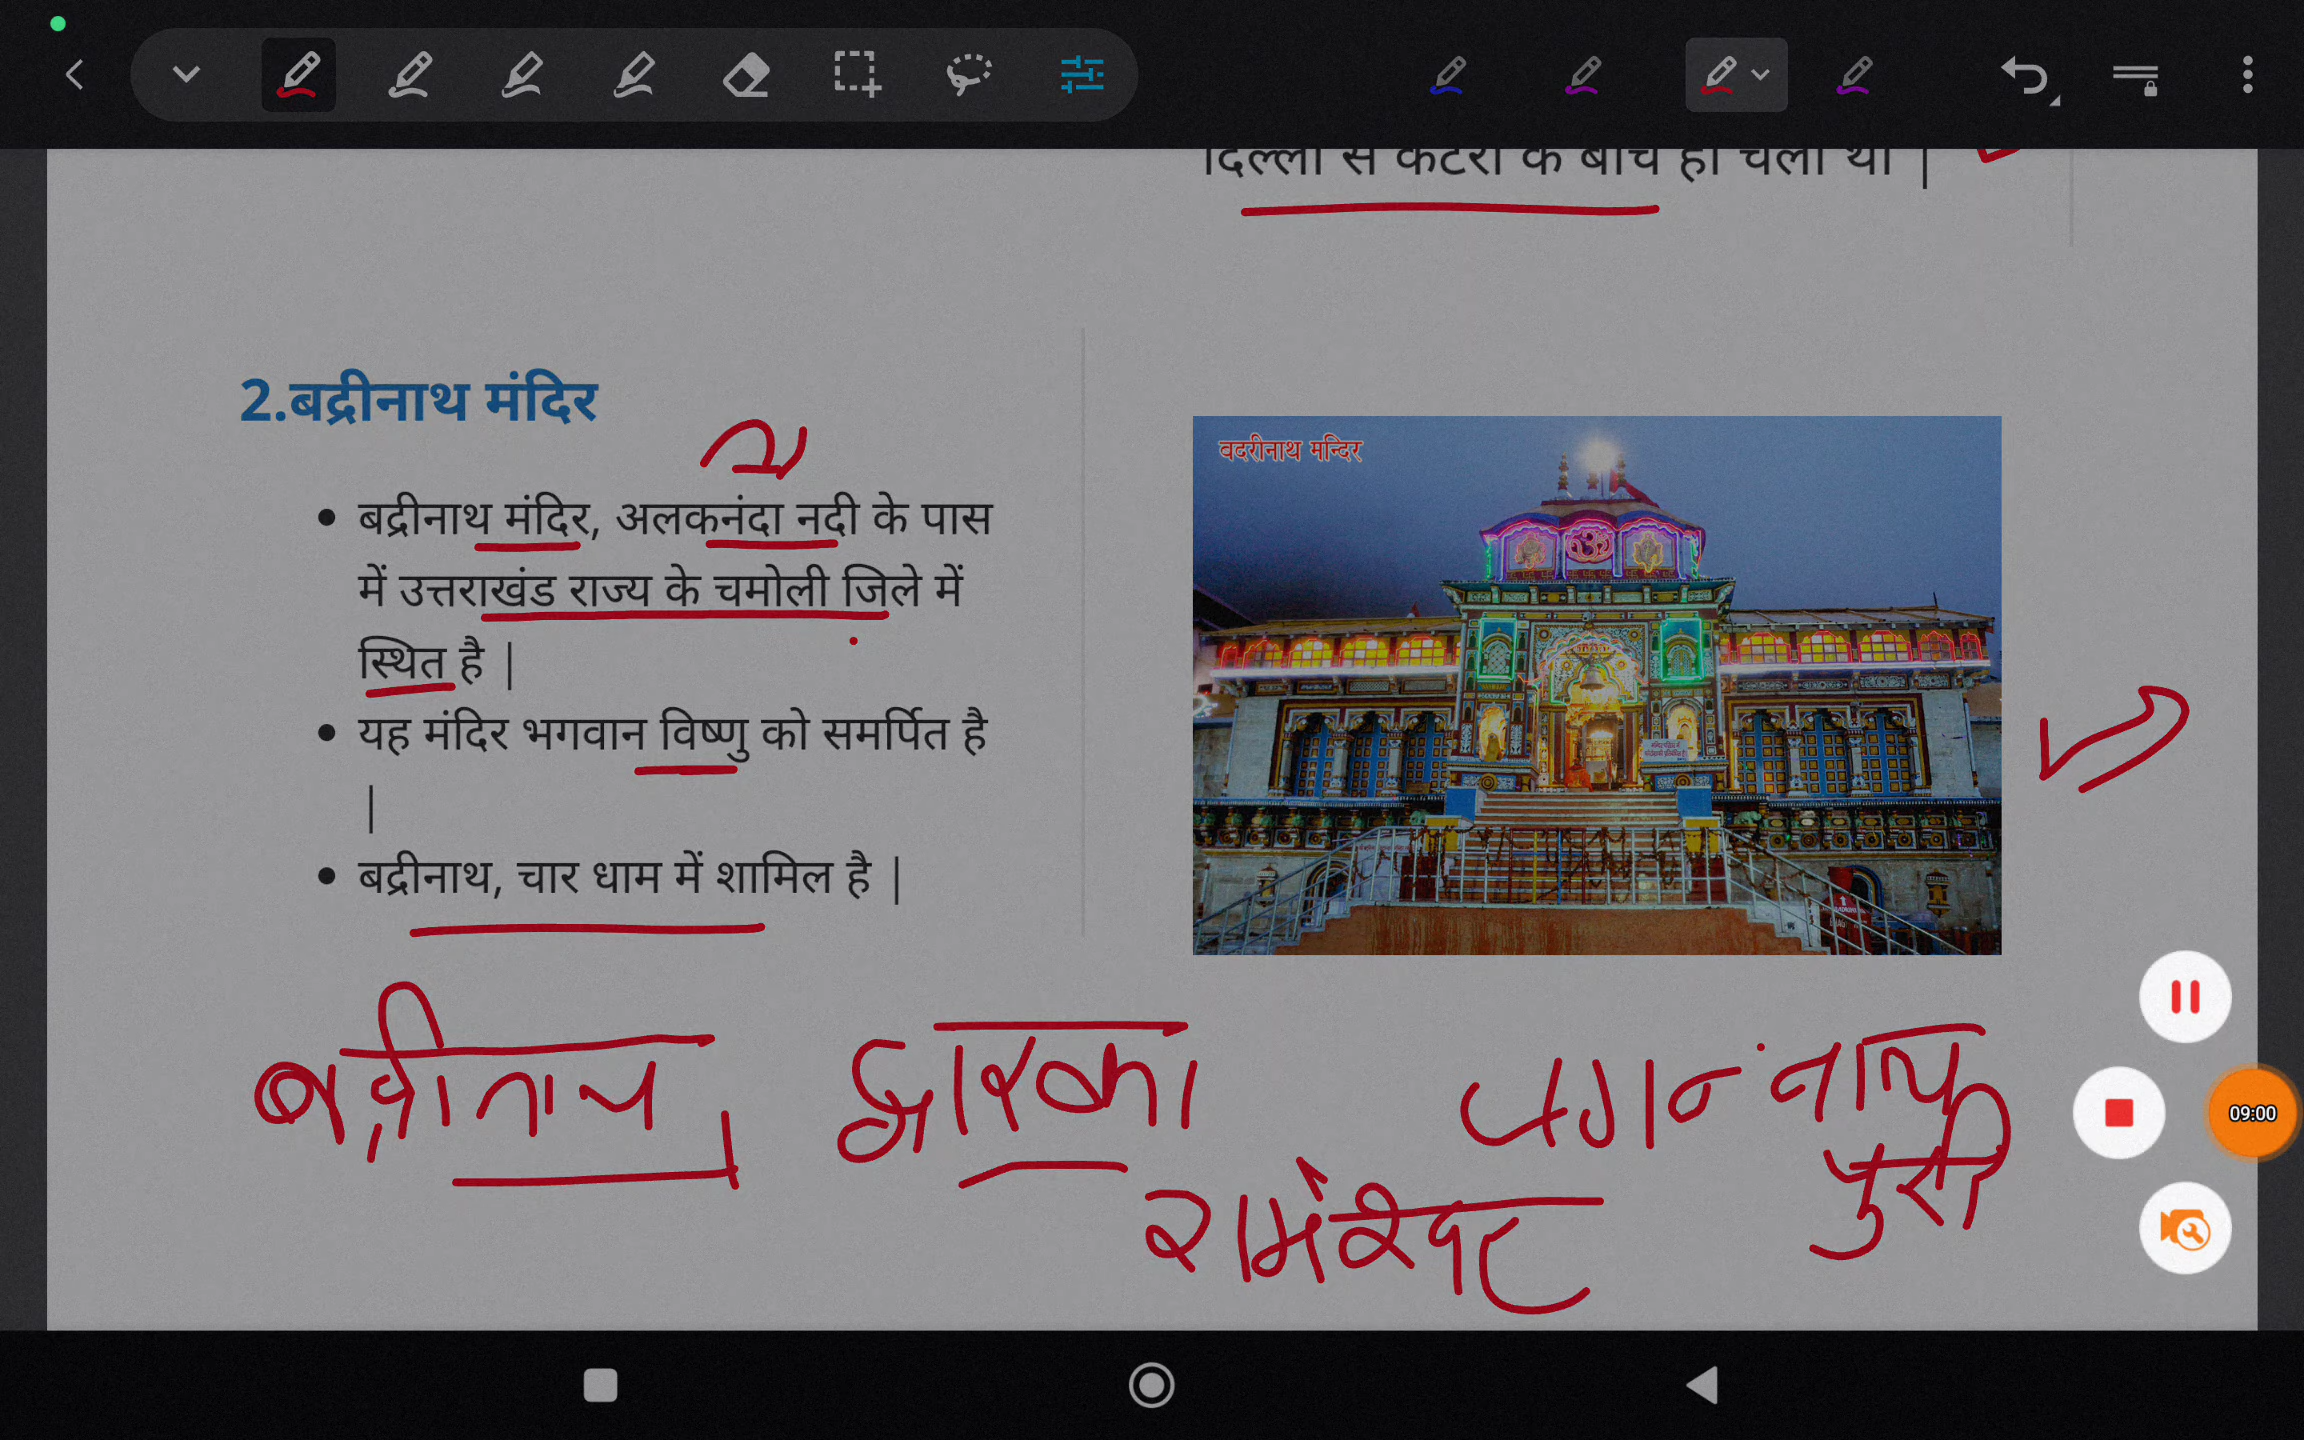 दिल्ली से कटरा के बीच ही चली थी |
2.बद्रीनाथ मंदिर
वदरीनाथ मन्दिर
• बद्रीनाथ मंदिर, अलकनंदा नदी के पास
में उत्तराखंड राज्य के चमोली जिले में
स्थित है |
• यह मंदिर भगवान विष्णु को समर्पित है
|
• बद्रीनाथ, चार धाम में शामिल है |
बद्रीनाथ द्वारका जगन्नाथ
पुरी
रामेश्वर
09:00